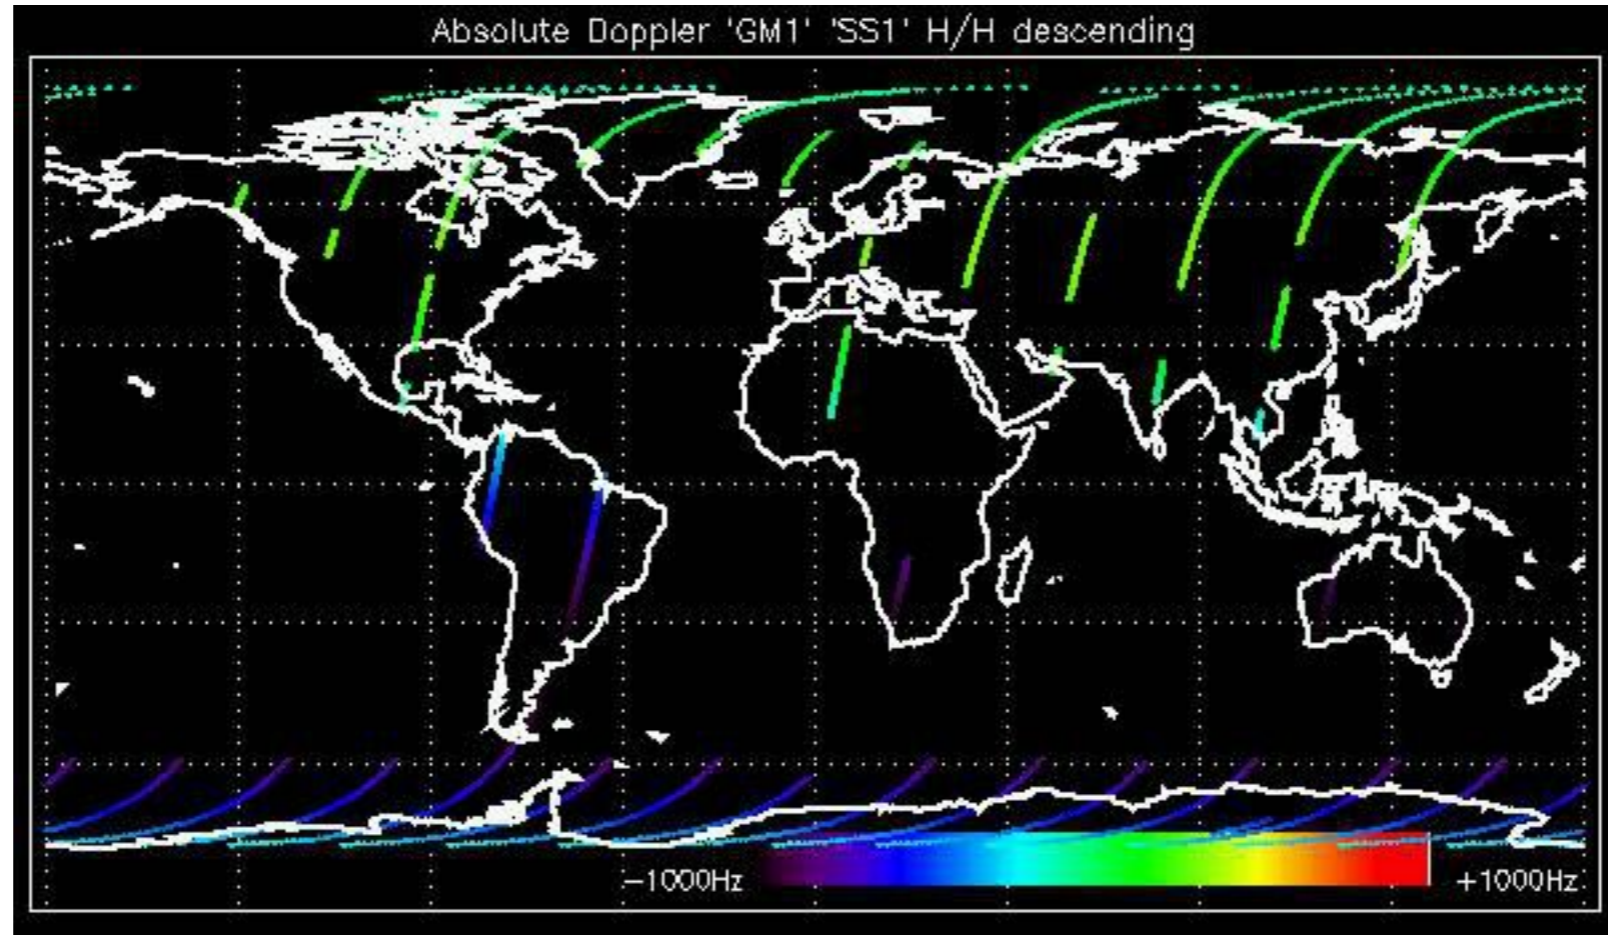 Absolute Doppler 'GM1' 'SS1' H/H descending
−1000Hz +1000Hz